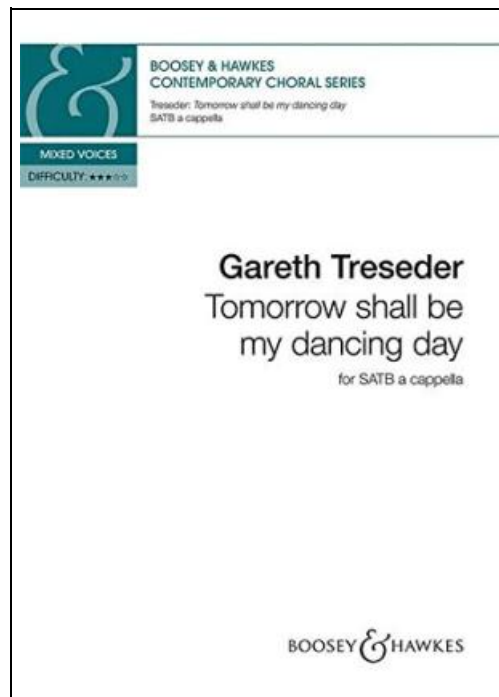 &
BOOSEY & HAWKES
CONTEMPORARY CHORAL SERIES
Treseder: Tomorrow shall be my dancing day
SATB a cappella
MIXED VOICES
DIFFICULTY: ★★★☆☆
Gareth Treseder
Tomorrow shall be
my dancing day
for SATB a cappella
BOOSEY & HAWKES